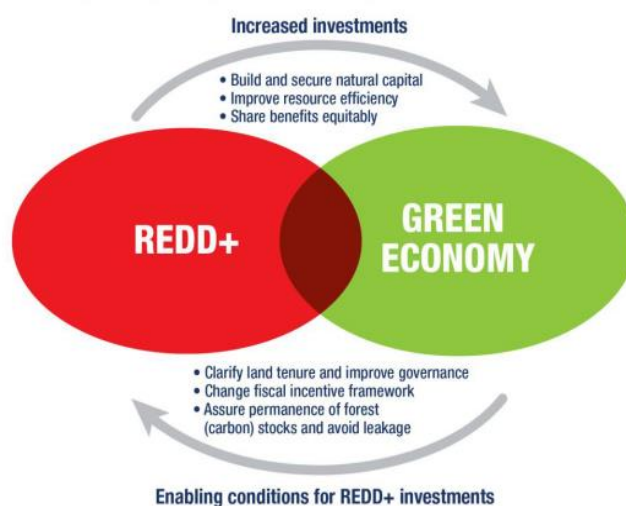 Increased investments
• Build and secure natural capital
• Improve resource efficiency
• Share benefits equitably
REDD+
GREEN
ECONOMY
• Clarify land tenure and improve governance
• Change fiscal incentive framework
• Assure permanence of forest
(carbon) stocks and avoid leakage
Enabling conditions for REDD+ investments